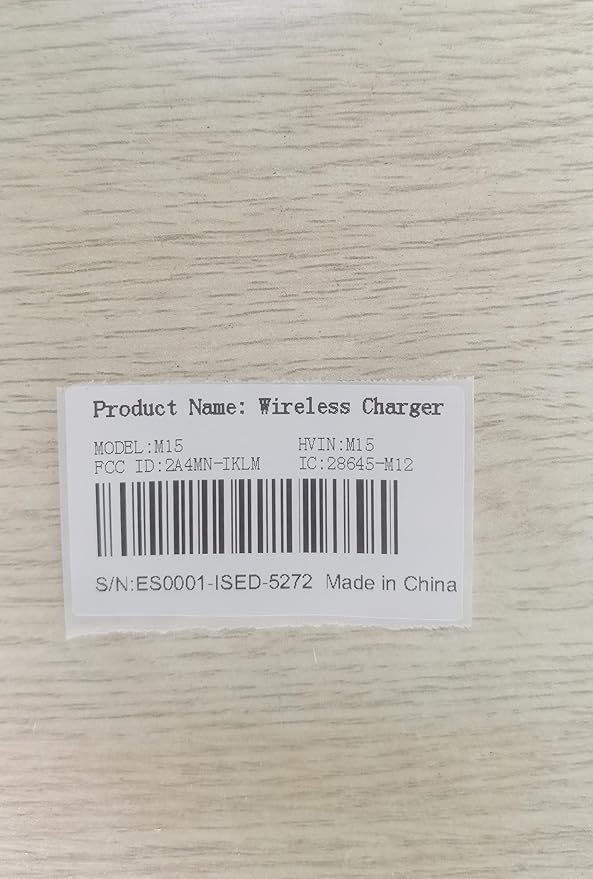 Product Name: Wireless Charger
MODEL:M15 HVIN:M15
FCC ID:2A4MN-IKLM IC:28645-M12
S/N:ES0001-ISED-5272 Made in China